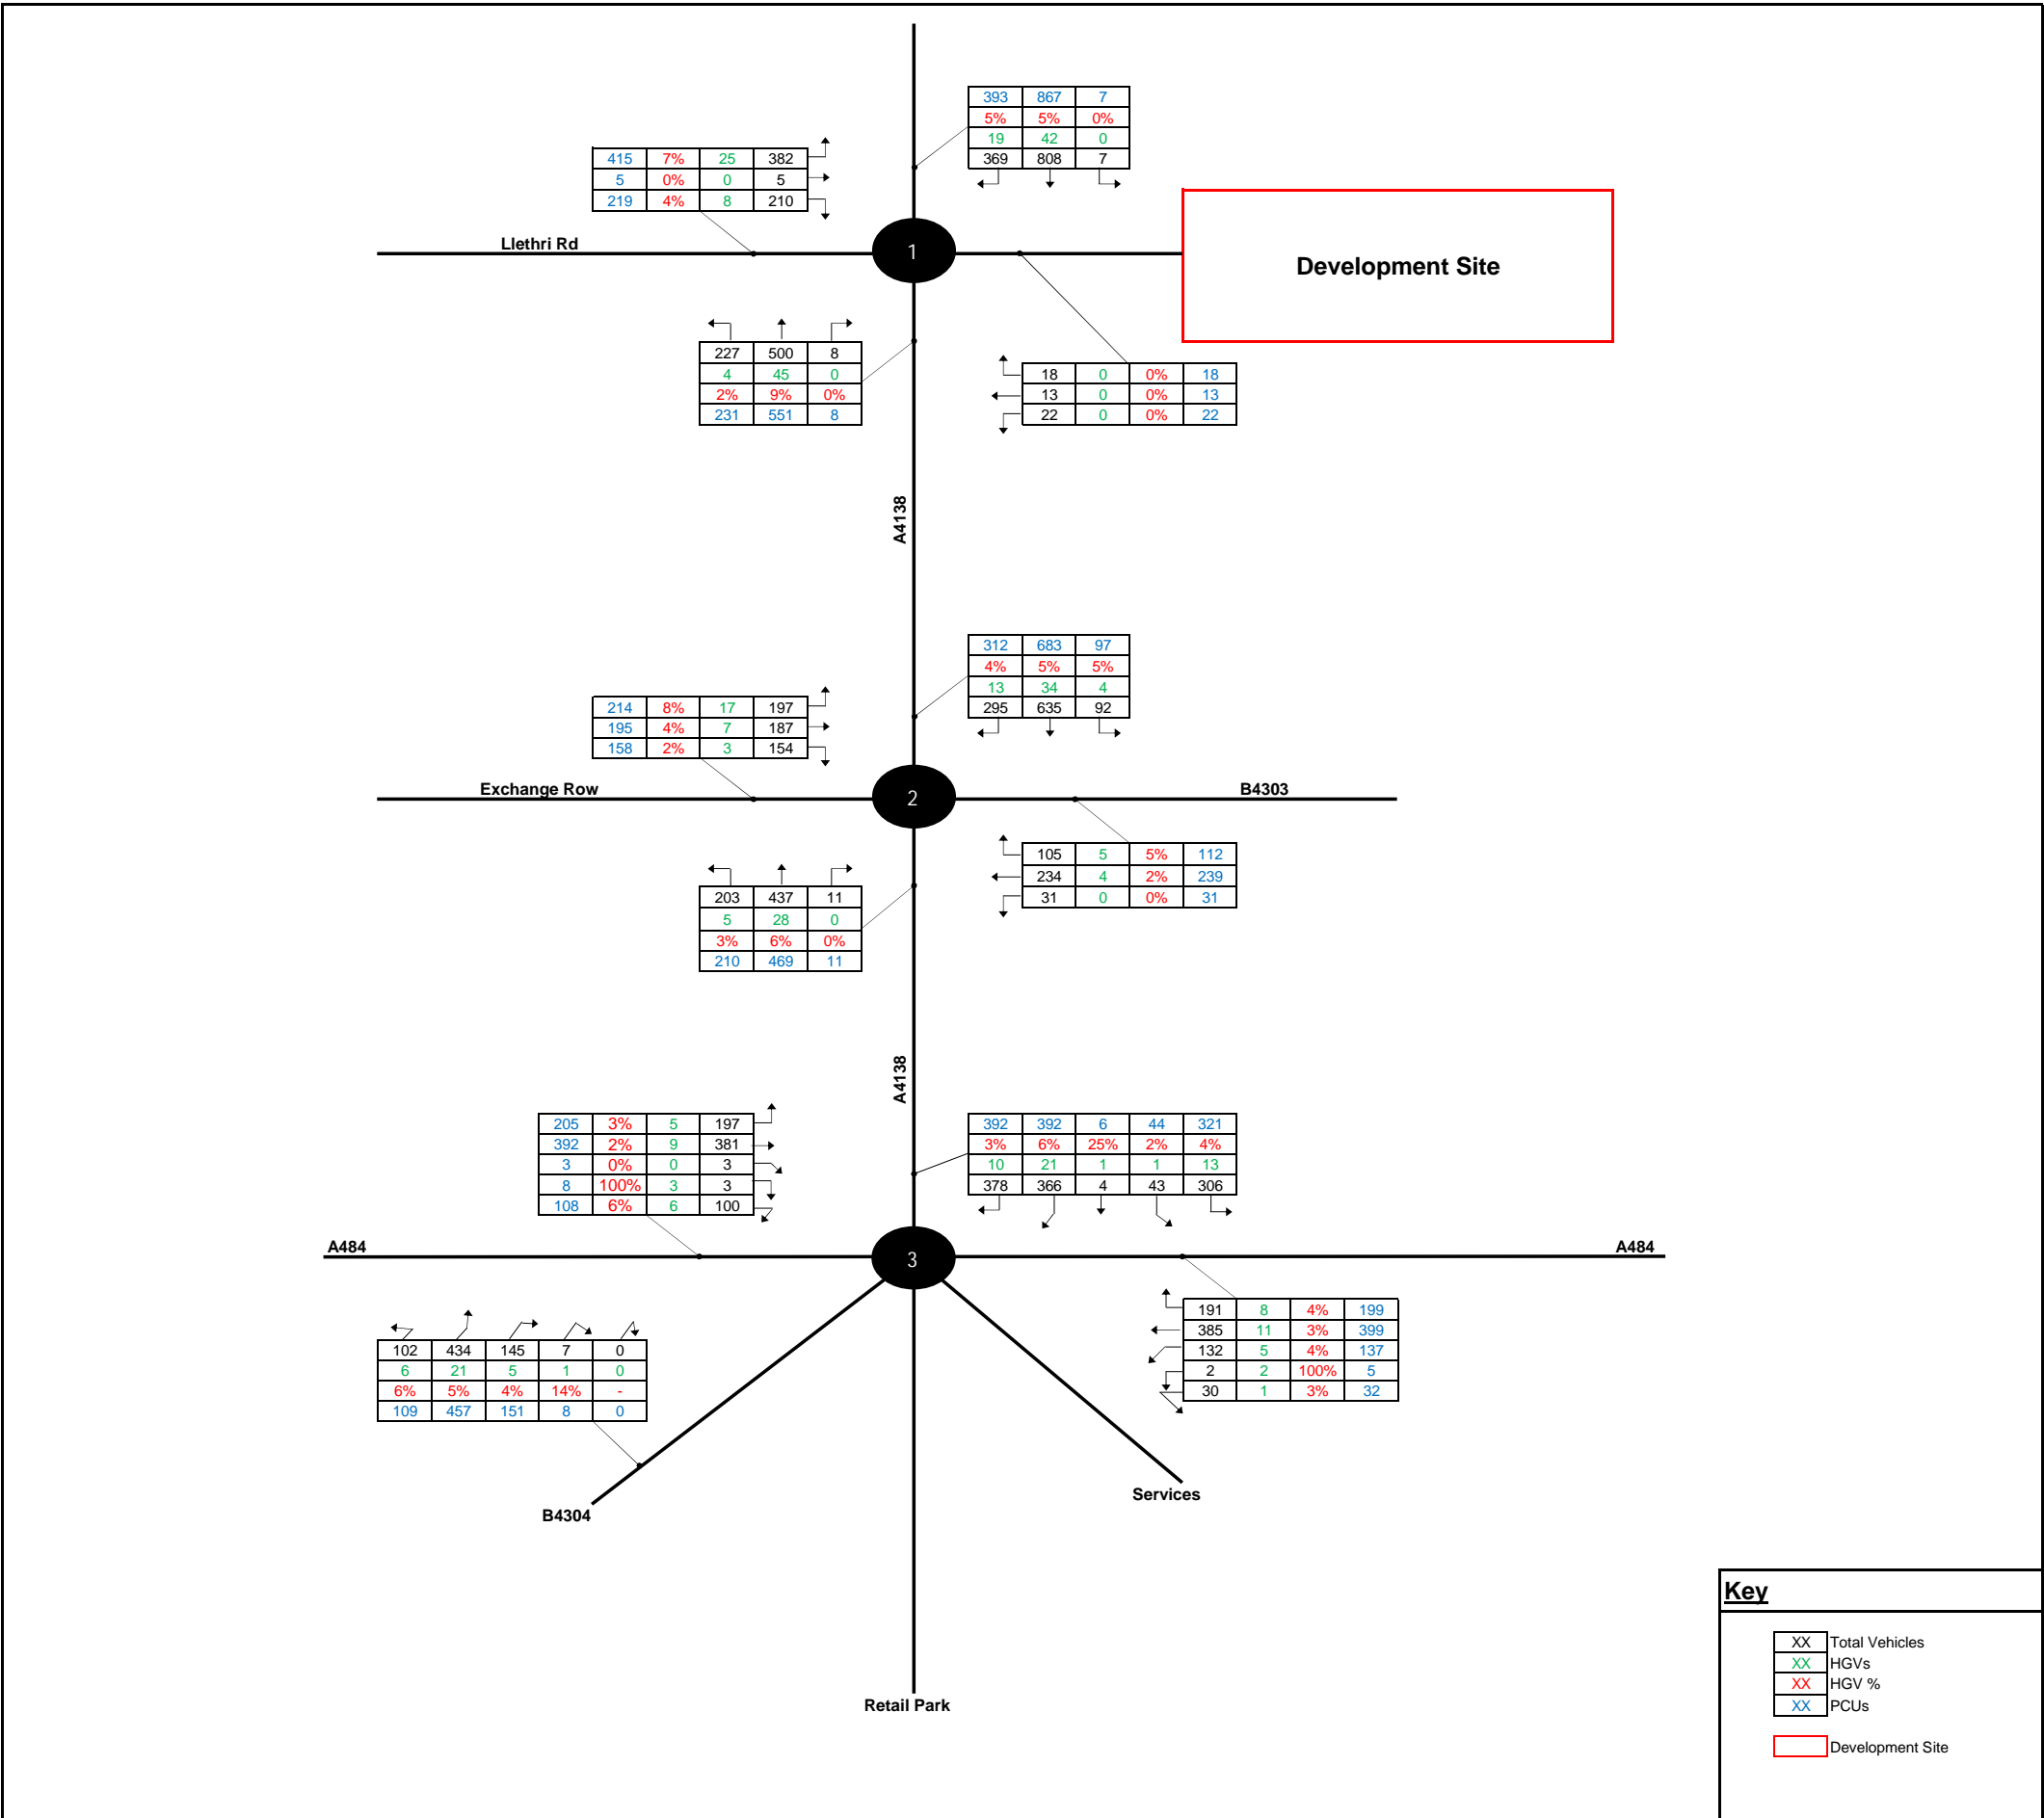 393 867 7
5% 5% 0%
19 42 0
369 808 7
415 7% 25 382
5 0% 0 5
219 4% 8 210
Llethri Rd
1
Development Site
227 500 8
4 45 0
2% 9% 0%
231 551 8
18 0 0% 18
13 0 0% 13
22 0 0% 22
A4138
312 683 97
4% 5% 5%
13 34 4
295 635 92
214 8% 17 197
195 4% 7 187
158 2% 3 154
Exchange Row
2
B4303
203 437 11
5 28 0
3% 6% 0%
210 469 11
105 5 5% 112
234 4 2% 239
31 0 0% 31
A4138
205 3% 5 197
392 2% 9 381
3 0% 0 3
8 100% 3 3
108 6% 6 100
392 392 6 44 321
3% 6% 25% 2% 4%
10 21 1 1 13
378 366 4 43 306
A484
3
A484
102 434 145 7 0
6 21 5 1 0
6% 5% 4% 14% -
109 457 151 8 0
191 8 4% 199
385 11 3% 399
132 5 4% 137
2 2 100% 5
30 1 3% 32
B4304
Services
Retail Park
Key
XX Total Vehicles
XX HGVs
XX HGV %
XX PCUs
Development Site